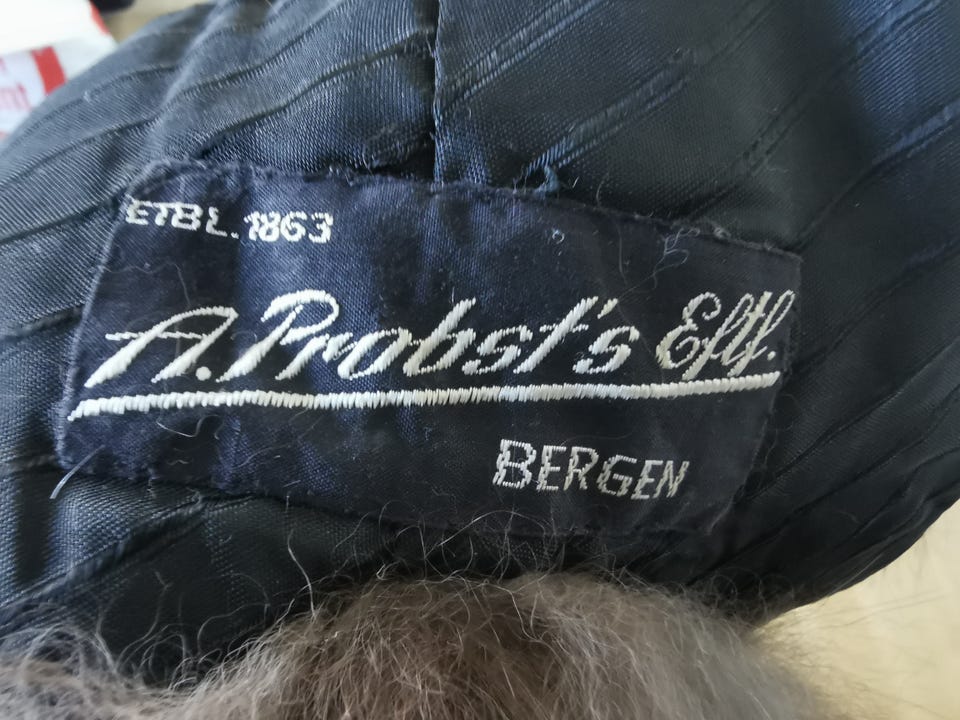 ETBL. 1863
A. Probst's Eftf.
BERGEN